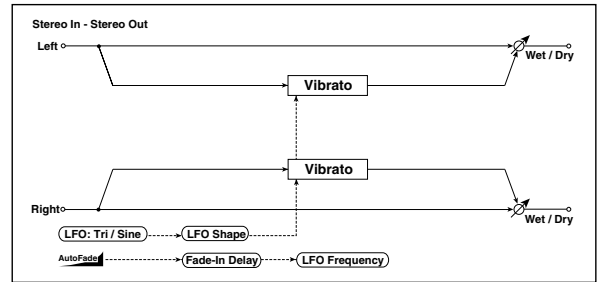 Stereo In - Stereo Out
Left
Wet / Dry
Vibrato
Vibrato
Right
Wet / Dry
LFO: Tri / Sine
LFO Shape
AutoFade
Fade-In Delay
LFO Frequency